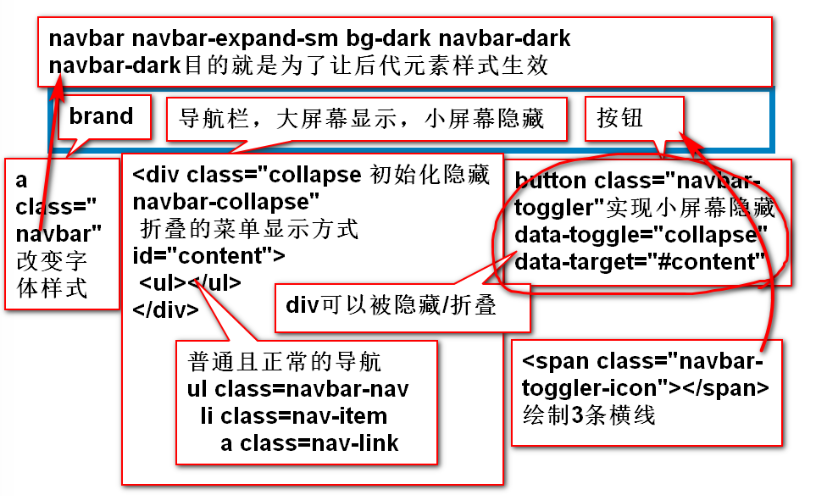 navbar navbar-expand-sm bg-dark navbar-dark
navbar-dark目的就是为了让后代元素样式生效
brand
导航栏，大屏幕显示，小屏幕隐藏
按钮
a
class="
navbar"
改变字
体样式
<div class="collapse 初始化隐藏
navbar-collapse"
折叠的菜单显示方式
id="content">
<ul></ul>
</div>
button class="navbar-
toggler"实现小屏幕隐藏
data-toggle="collapse"
data-target="#content"
div可以被隐藏/折叠
普通且正常的导航
ul class=navbar-nav
li class=nav-item
a class=nav-link
<span class="navbar-
toggler-icon"></span>
绘制3条横线